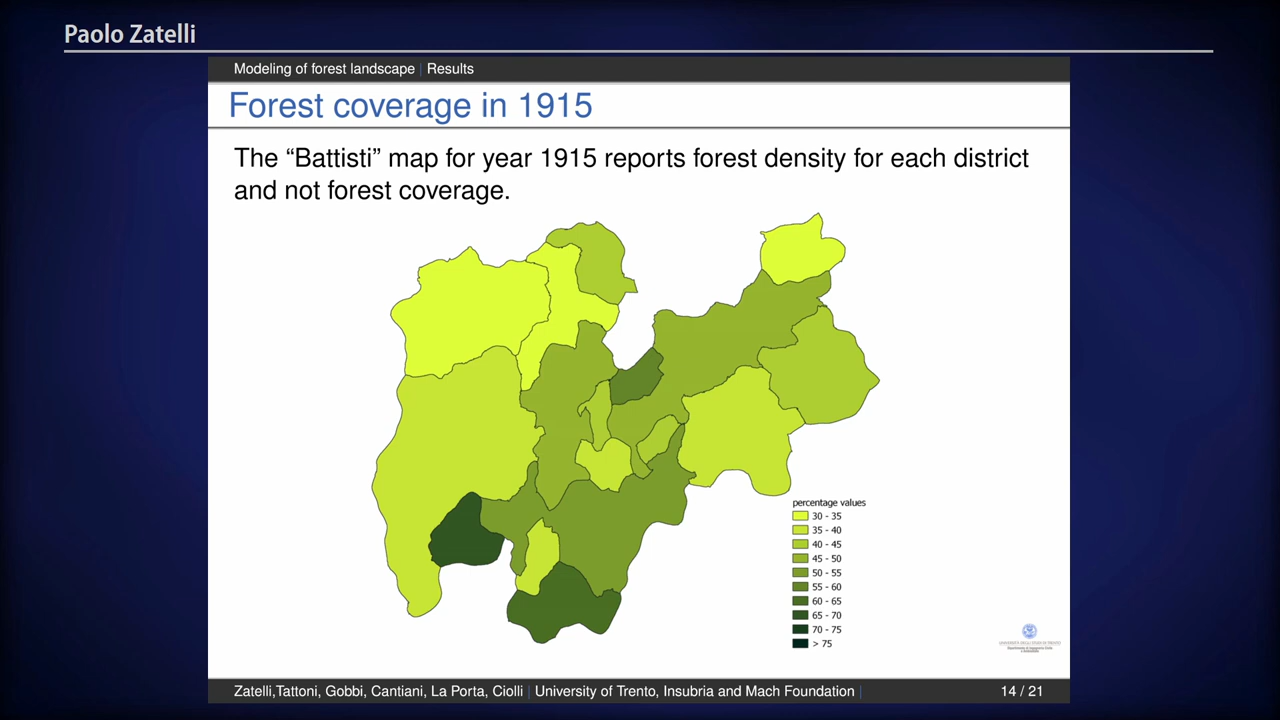 Paolo Zatelli
Modeling of forest landscape | Results
Forest coverage in 1915
The “Battisti” map for year 1915 reports forest density for each district
and not forest coverage.
percentage values
30 - 35
35 - 40
40 - 45
45 - 50
50 - 55
55 - 60
60 - 65
65 - 70
70 - 75
> 75
Zatelli,Tattoni, Gobbi, Cantiani, La Porta, Ciolli | University of Trento, Insubria and Mach Foundation |
14 / 21